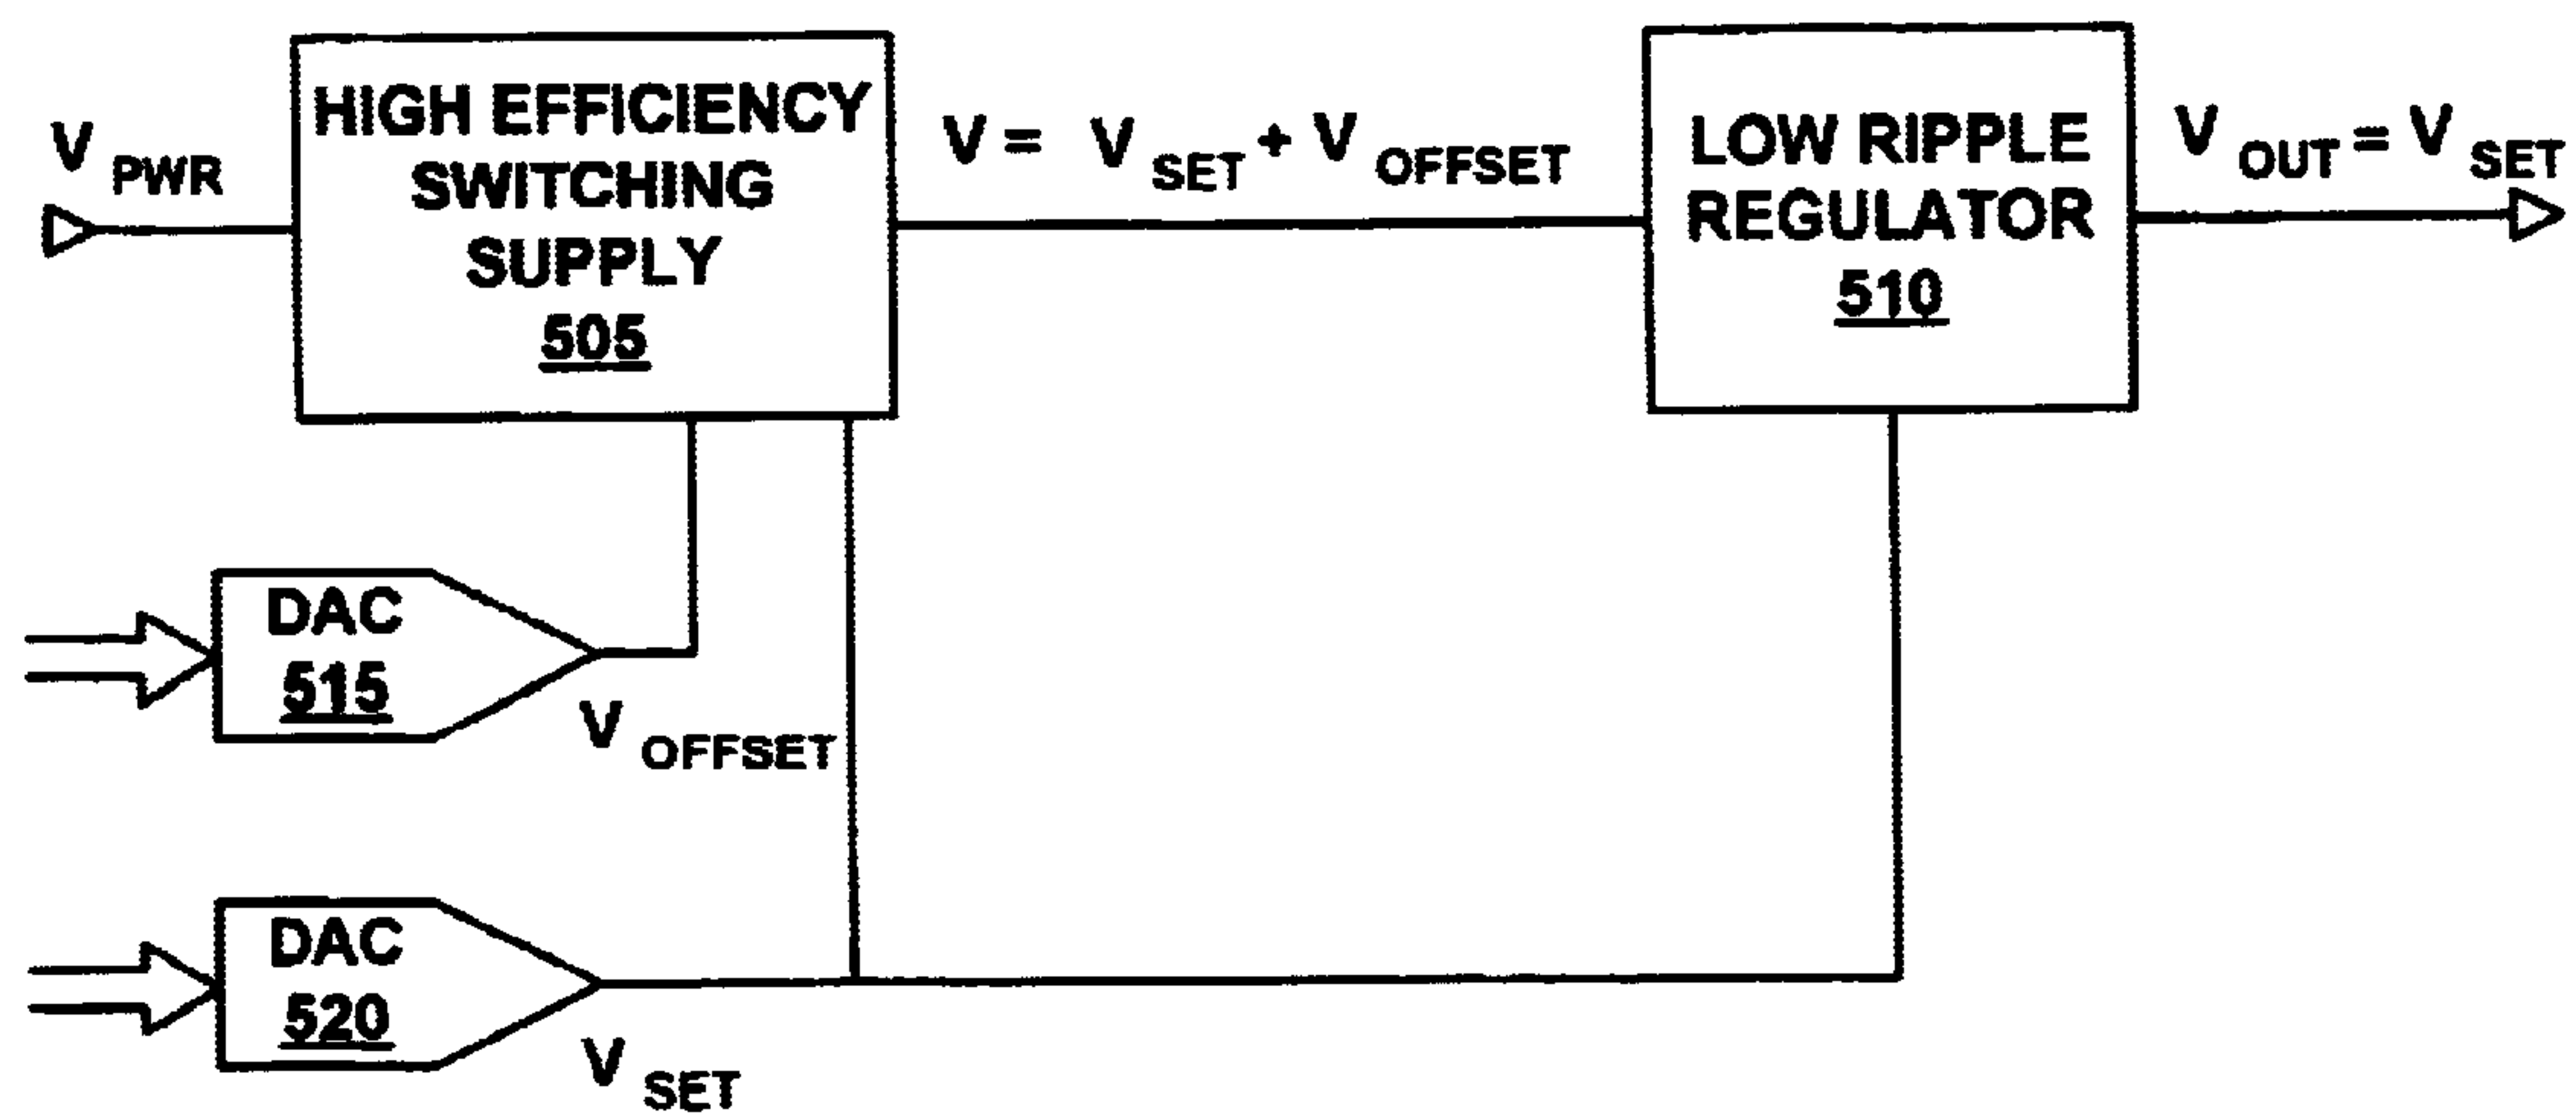 V PWR
HIGH EFFICIENCY
SWITCHING
SUPPLY
505
V = V SET + V OFFSET
LOW RIPPLE
REGULATOR
510
V OUT = V SET
DAC
515
V OFFSET
DAC
520
V SET